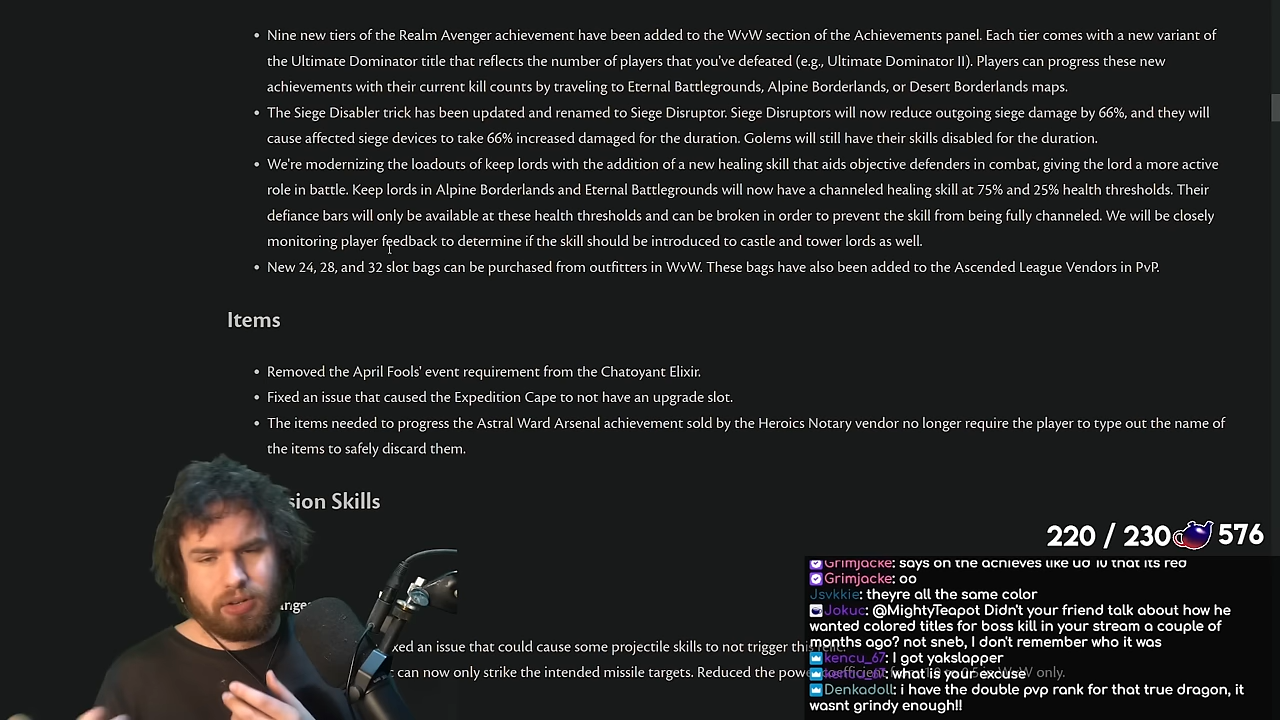 Nine new tiers of the Realm Avenger achievement have been added to the WvW section of the Achievements panel. Each tier comes with a new variant of
the Ultimate Dominator title that reflects the number of players that you've defeated (e.g., Ultimate Dominator II). Players can progress these new
achievements with their current kill counts by traveling to Eternal Battlegrounds, Alpine Borderlands, or Desert Borderlands maps.
The Siege Disabler trick has been updated and renamed to Siege Disruptor. Siege Disruptors will now reduce outgoing siege damage by 66%, and they will
cause affected siege devices to take 66% increased damaged for the duration. Golems will still have their skills disabled for the duration.
We're modernizing the loadouts of keep lords with the addition of a new healing skill that aids objective defenders in combat, giving the lord a more active
role in battle. Keep lords in Alpine Borderlands and Eternal Battlegrounds will now have a channeled healing skill at 75% and 25% health thresholds. Their
defiance bars will only be available at these health thresholds and can be broken in order to prevent the skill from being fully channeled. We will be closely
monitoring player feedback to determine if the skill should be introduced to castle and tower lords as well.
New 24, 28, and 32 slot bags can be purchased from outfitters in WvW. These bags have also been added to the Ascended League Vendors in PvP.
Items
Removed the April Fools' event requirement from the Chatoyant Elixir.
Fixed an issue that caused the Expedition Cape to not have an upgrade slot.
The items needed to progress the Astral Ward Arsenal achievement sold by the Heroics Notary vendor no longer require the player to type out the name of
the items to safely discard them.
sion Skills
xed an issue that could cause some projectile skills to not trigger
can now only strike the intended missile targets. Reduced the
only.
220 / 230 576
Grimjacke: says on the achieves like ud 10 that its red
Grimjacke: oo
Jsvkkie: theyre all the same color
Jokuc: @MightyTeapot Didn't your friend talk about how he
wanted colored titles for boss kill in your stream a couple of
months ago? not sneb, I don't remember who it was
kencu_67: I got yakslapper
kencu_67: what is your excuse
Denkadoll: i have the double pvp rank for that true dragon, it
wasnt grindy enough!!